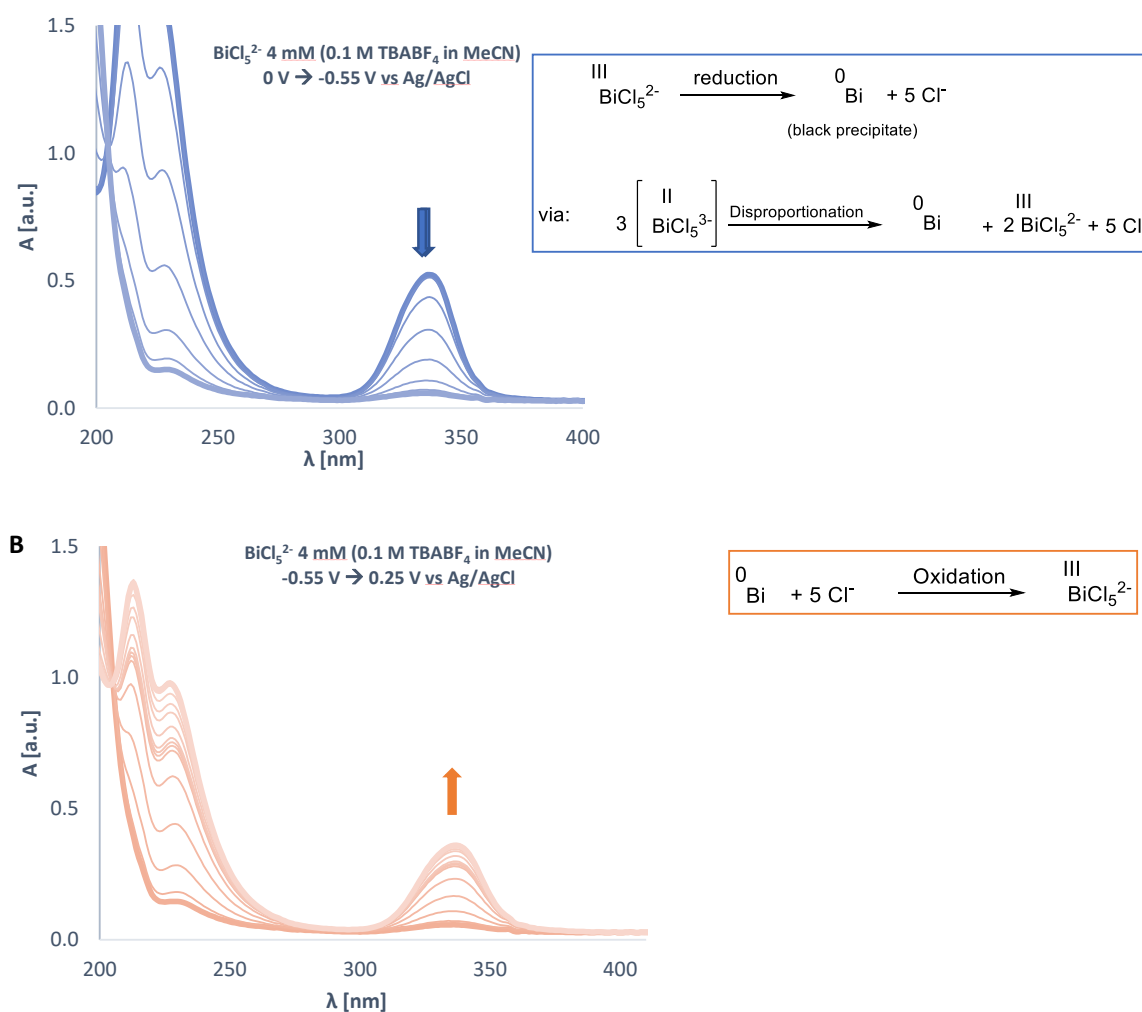 BiCl₅²⁻ 4 mM (0.1 M TBABF₄ in MeCN)
0 V → -0.55 V vs Ag/AgCl
A [a.u.]
1.5
1.0
0.5
0.0
200 250 300 350 400
λ [nm]
III
BiCl₅²⁻
reduction
0
Bi + 5 Cl⁻
(black precipitate)
via:
3
II
BiCl₅³⁻
Disproportionation
0
Bi
III
+ 2 BiCl₅²⁻ + 5 Cl
B
BiCl₅²⁻ 4 mM (0.1 M TBABF₄ in MeCN)
-0.55 V → 0.25 V vs Ag/AgCl
A [a.u.]
1.5
1.0
0.5
0.0
200 250 300 350 400
λ [nm]
0
Bi + 5 Cl⁻
Oxidation
III
BiCl₅²⁻